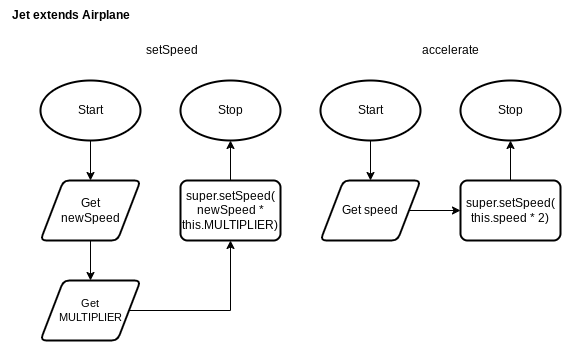 Jet extends Airplane
setSpeed
accelerate
Start
Stop
Start
Stop
Get
newSpeed
super.setSpeed(
newSpeed *
this.MULTIPLIER)
Get speed
super.setSpeed(
this.speed * 2)
Get
MULTIPLIER